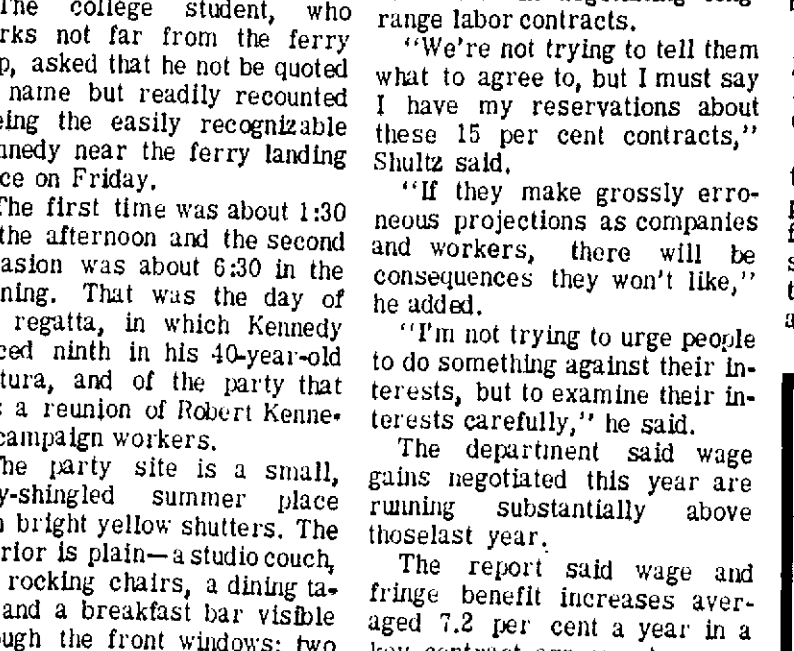 The college student, who
rks not far from the ferry
p, asked that he not be quoted
name but readily recounted
eing the easily recognizable
nnedy near the ferry landing
ce on Friday.
The first time was about 1:30
the afternoon and the second
asion was about 6:30 in the
ning. That was the day of
regatta, in which Kennedy
ced ninth in his 40-year-old
tura, and of the party that
a reunion of Robert Kenne-
campaign workers.
he party site is a small,
y-shingled summer place
bright yellow shutters. The
rior is plain—a studio couch,
rocking chairs, a dining ta-
and a breakfast bar visible
ough the front windows; two
range labor contracts.
"We're not trying to tell them
what to agree to, but I must say
I have my reservations about
these 15 per cent contracts,"
Shultz said.
"If they make grossly erro-
neous projections as companies
and workers, there will be
consequences they won't like,"
he added.
"I'm not trying to urge people
to do something against their in-
terests, but to examine their in-
terests carefully," he said.
The department said wage
gains negotiated this year are
running substantially above
thoselast year.
The report said wage and
fringe benefit increases aver-
aged 7.2 per cent a year in a